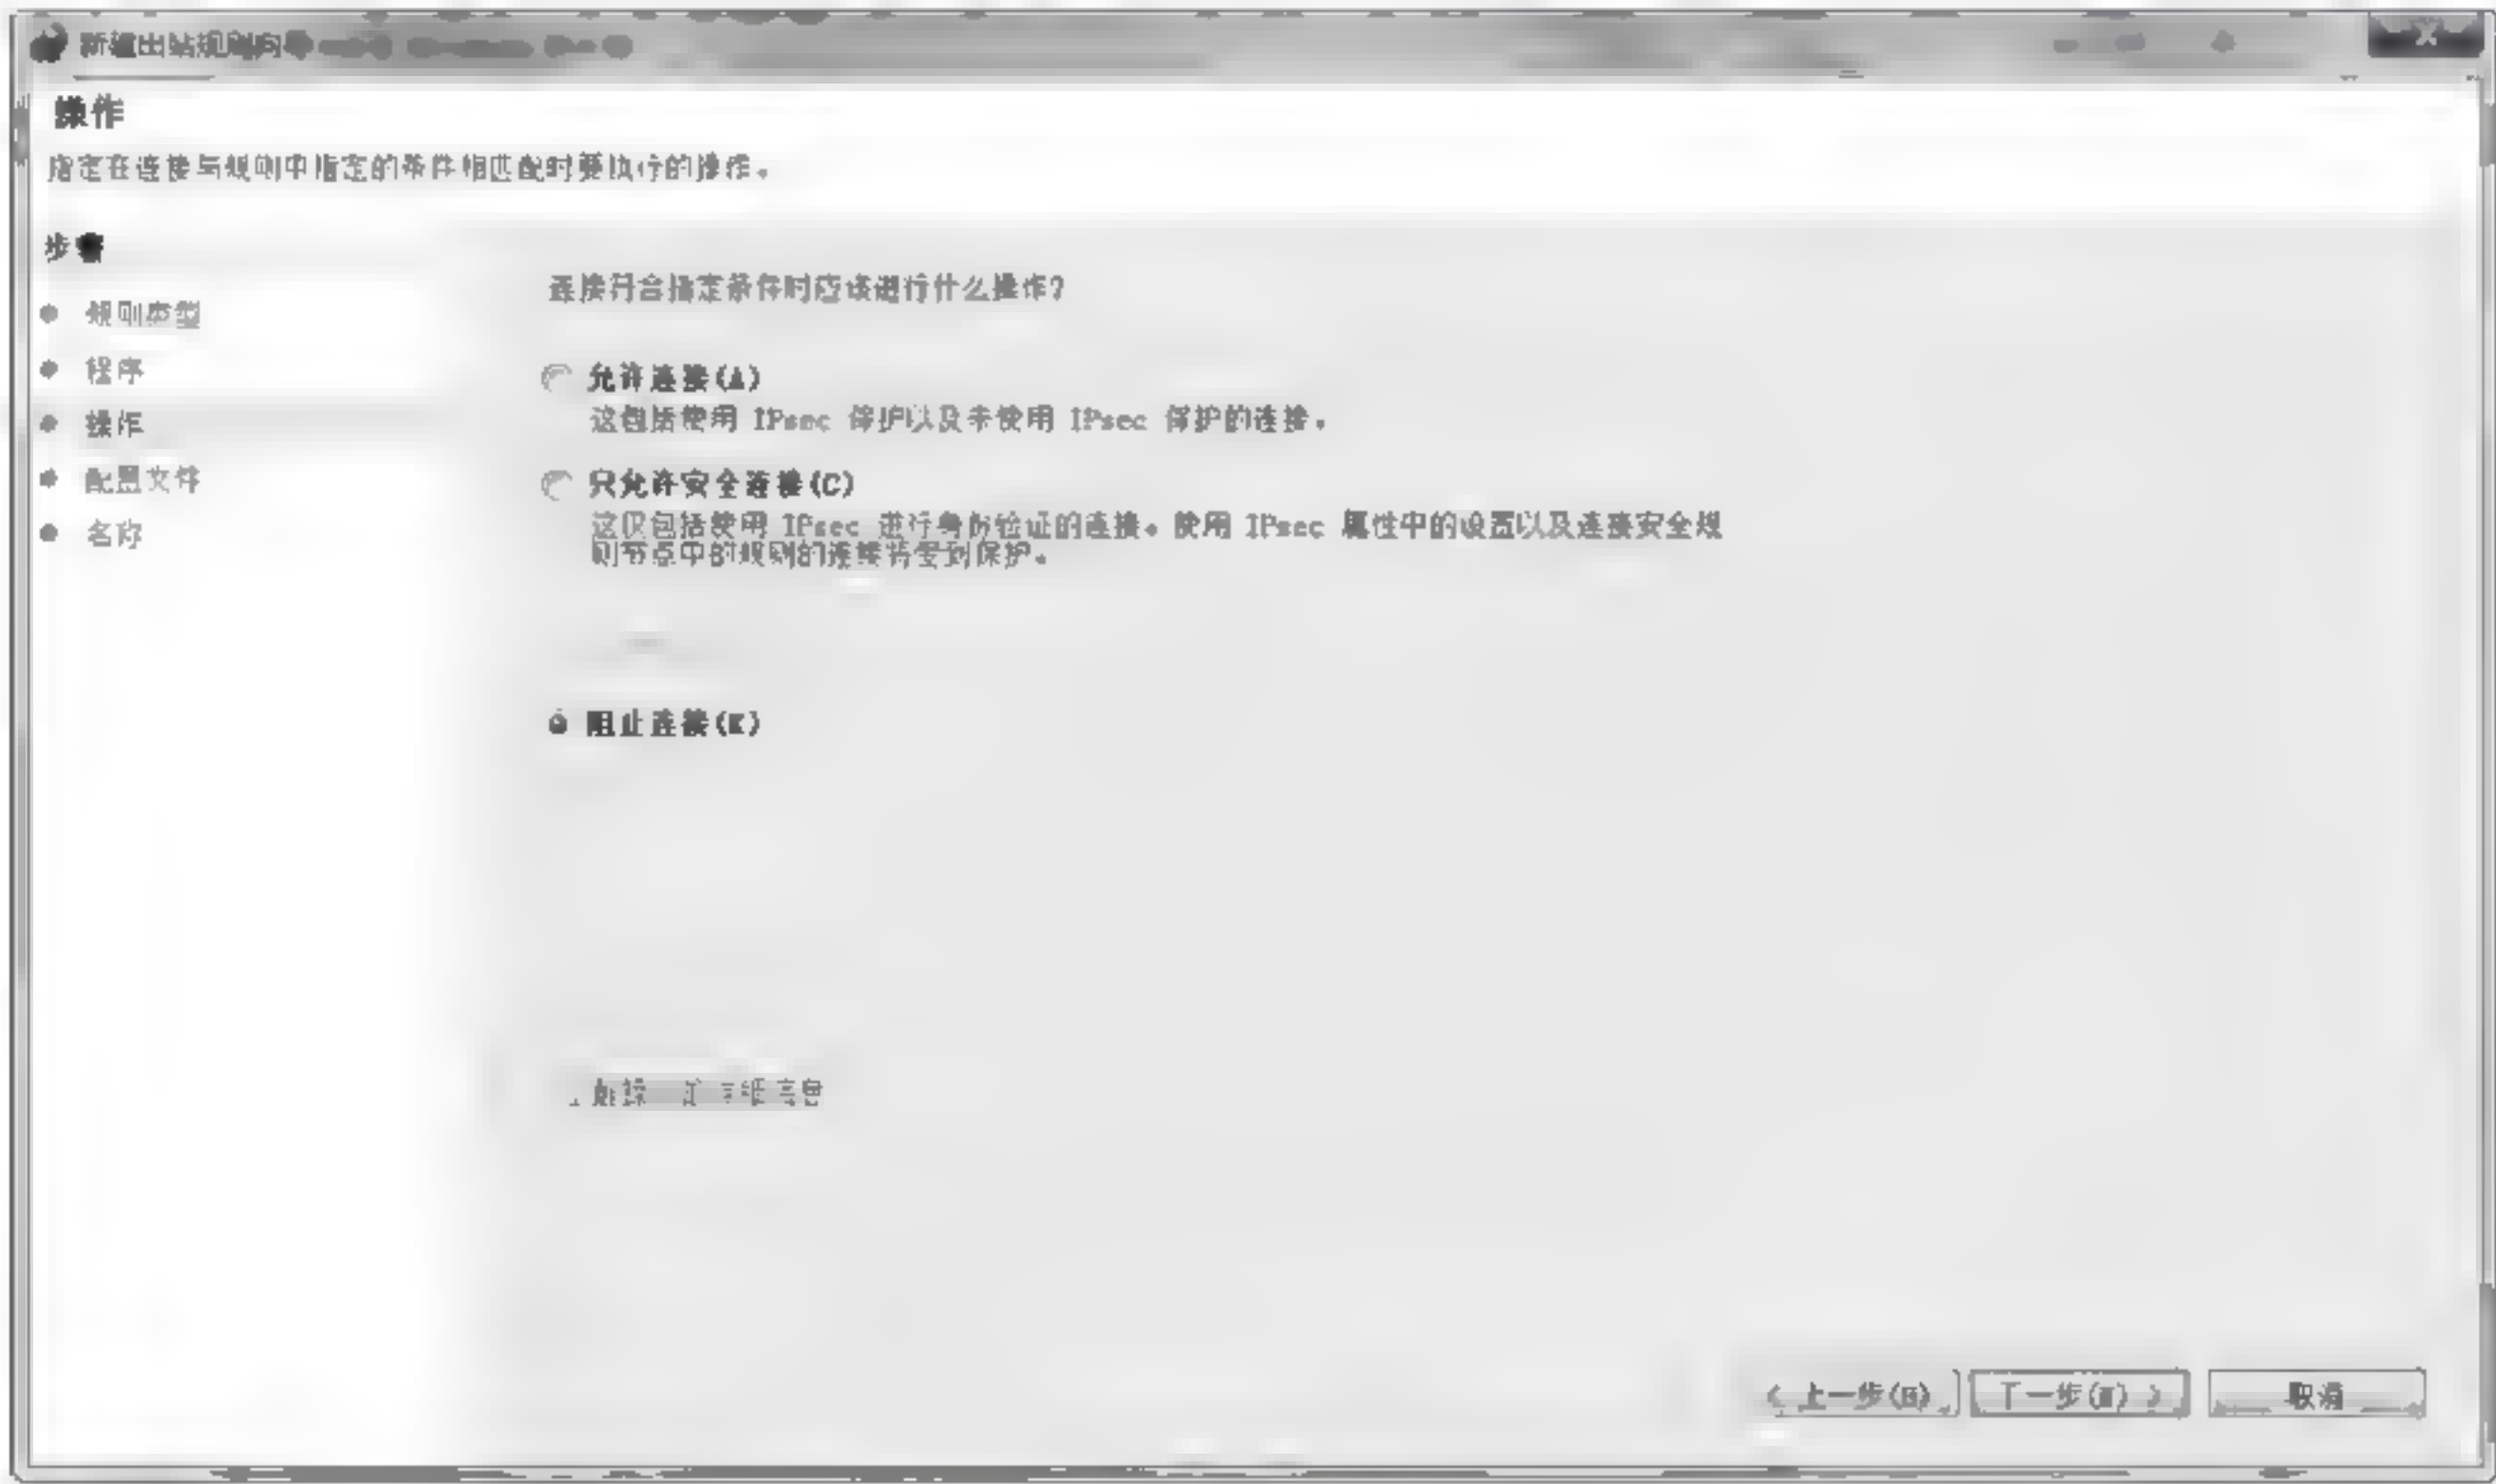 新建出站规则向导
操作
指定在连接与规则中指定的条件相匹配时要执行的操作。
步骤
规则类型
程序
操作
配置文件
名称
连接符合指定条件时应该进行什么操作?
允许连接(A)
这包括使用 IPsec 保护以及未使用 IPsec 保护的连接。
只允许安全连接(C)
这仅包括使用 IPsec 进行身份验证的连接。使用 IPsec 属性中的设置以及连接安全规
则节点中的规则的连接将受到保护。
阻止连接(K)
< 上一步(B)
下一步(N) >
取消